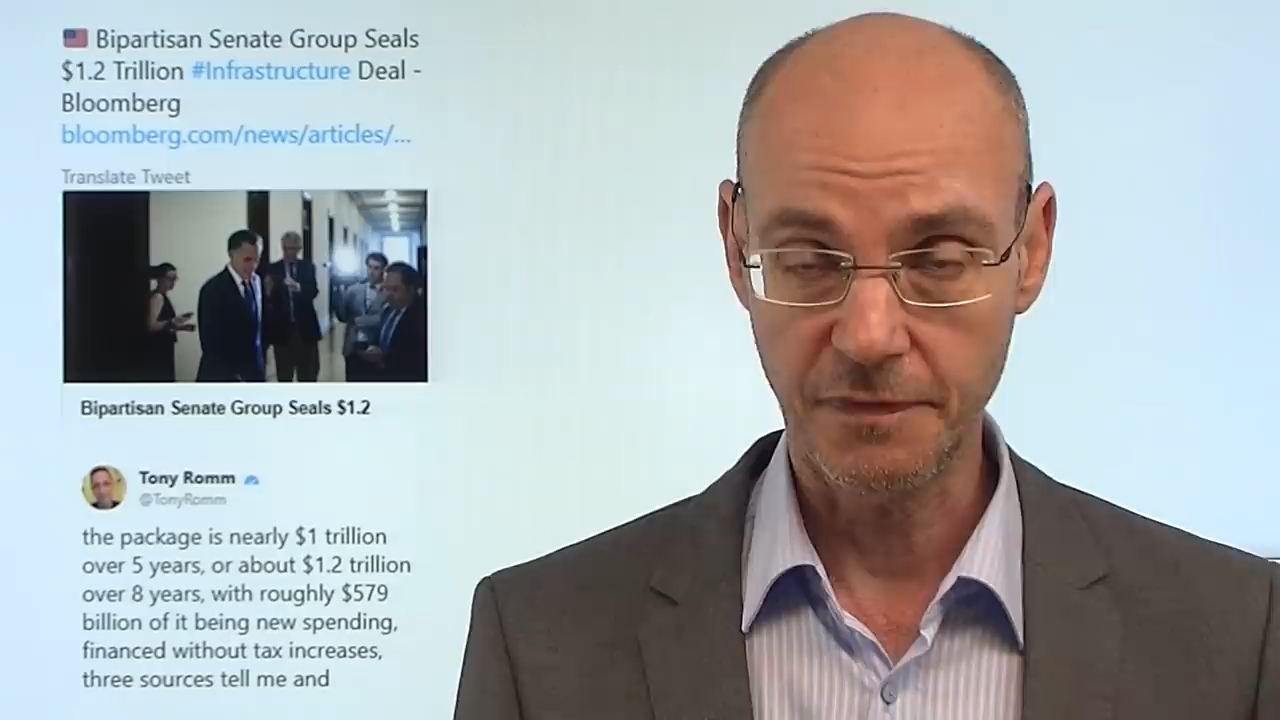 Bipartisan Senate Group Seals
$1.2 Trillion #Infrastructure Deal -
Bloomberg
bloomberg.com/news/articles/...
Translate Tweet
Bipartisan Senate Group Seals $1.2
Tony Romm
@TonyRomm
the package is nearly $1 trillion
over 5 years, or about $1.2 trillion
over 8 years, with roughly $579
billion of it being new spending,
financed without tax increases,
three sources tell me and